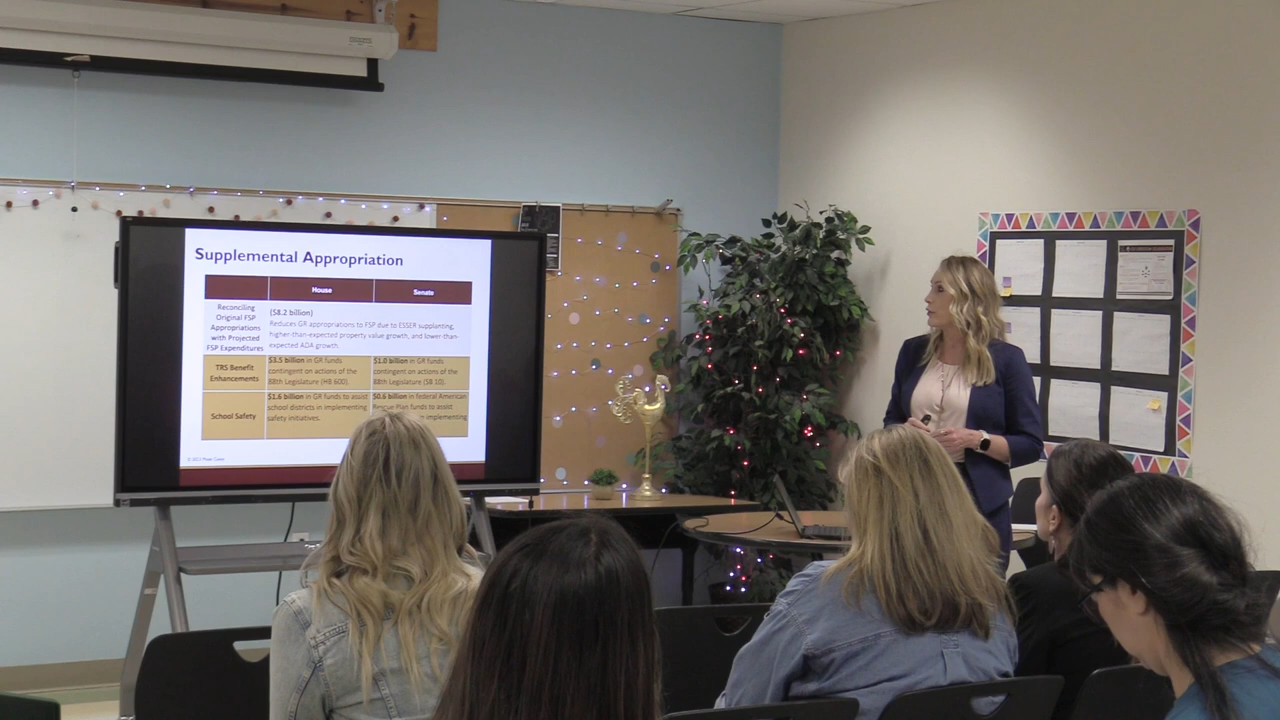 Supplemental Appropriation
House Senate
Reconciling
Original FSP
Appropriations
with Projected
FSP Expenditures
($8.2 billion)
Reduces GR appropriations to FSP due to ESSER supplanting,
higher-than-expected property value growth, and lower-than-
expected ADA growth.
TRS Benefit
Enhancements
$3.5 billion in GR funds
contingent on actions of the
88th Legislature (HB 600).
$1.0 billion in GR funds
contingent on actions of the
88th Legislature (SB 10).
School Safety
$1.6 billion in GR funds to assist
school districts in implementing
safety initiatives.
$0.6 billion in federal American
Rescue Plan funds to assist
implementing